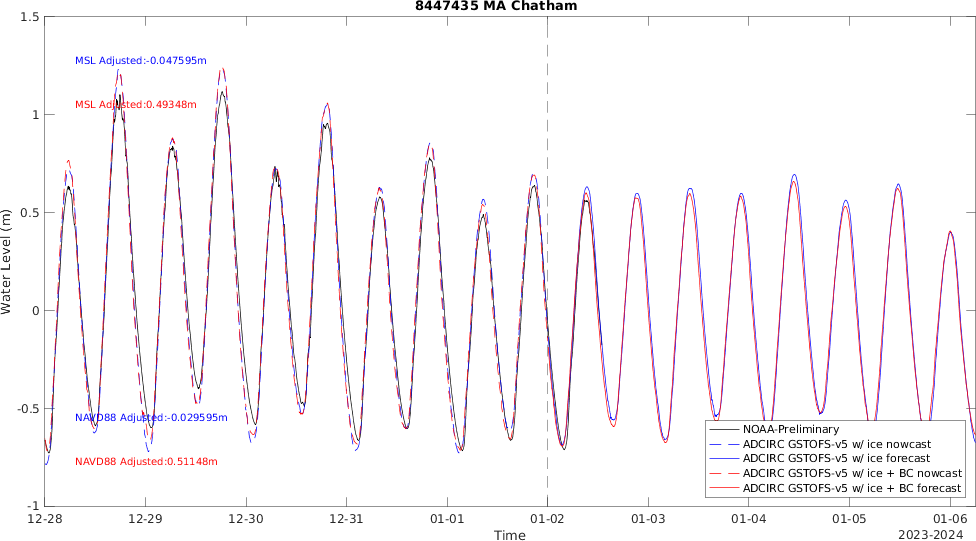 8447435 MA Chatham
1.5
1
0.5
0
-0.5
-1
Water Level (m)
MSL Adjusted:-0.047595m
MSL Adjusted:0.49348m
NAVD88 Adjusted:-0.029595m
NAVD88 Adjusted:0.51148m
NOAA-Preliminary
ADCIRC GSTOFS-v5 w/ ice nowcast
ADCIRC GSTOFS-v5 w/ ice forecast
ADCIRC GSTOFS-v5 w/ ice + BC nowcast
ADCIRC GSTOFS-v5 w/ ice + BC forecast
12-28 12-29 12-30 12-31 01-01 01-02 01-03 01-04 01-05 01-06
Time
2023-2024